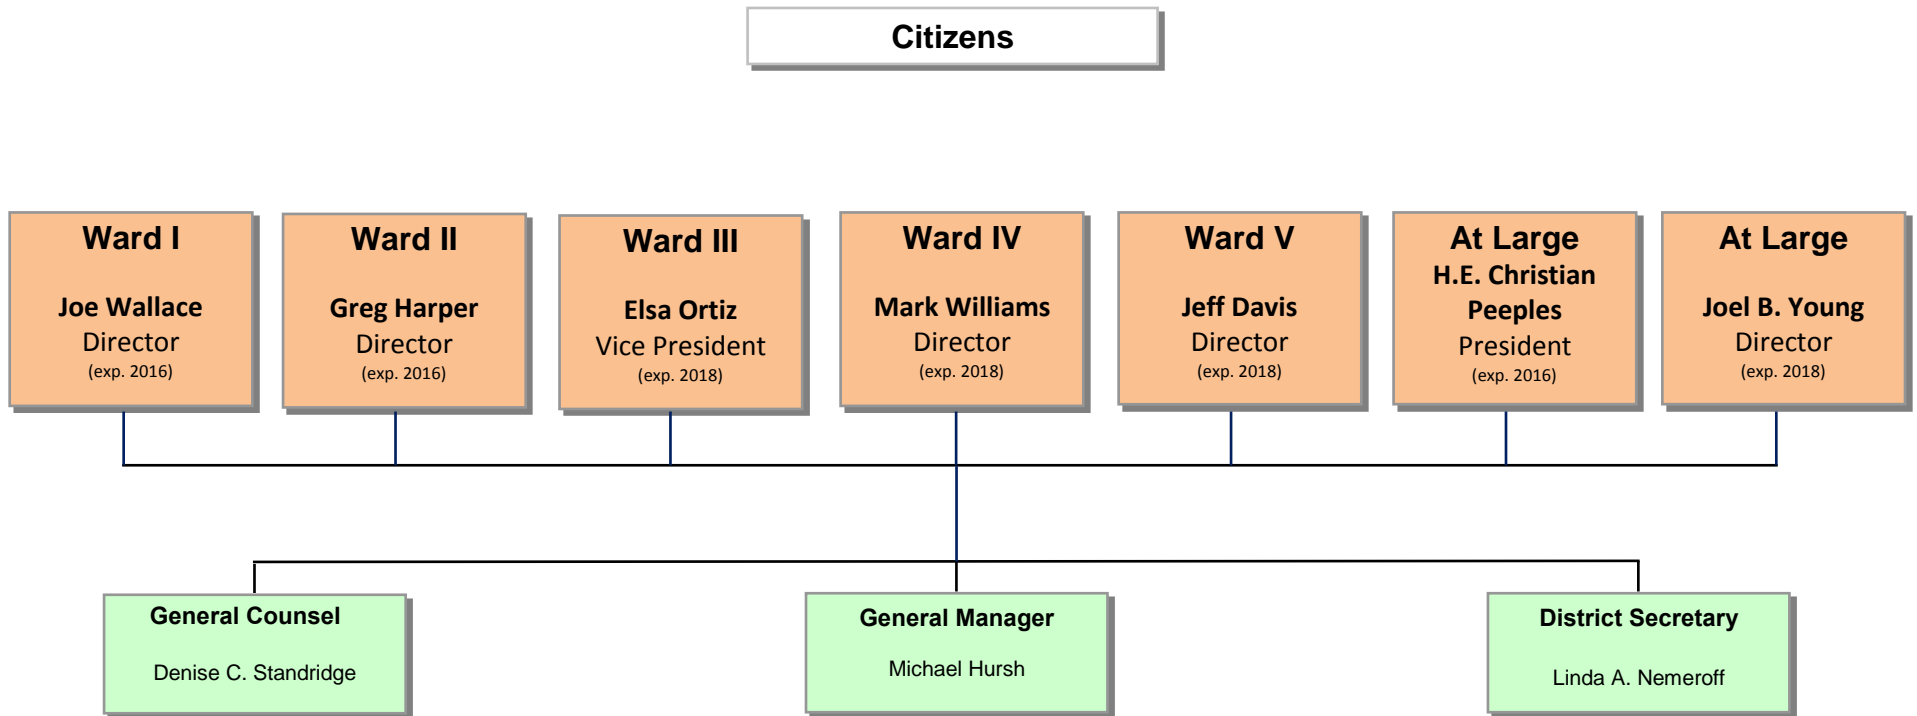 Citizens
Ward I
Joe Wallace
Director
(exp. 2016)
Ward II
Greg Harper
Director
(exp. 2016)
Ward III
Elsa Ortiz
Vice President
(exp. 2018)
Ward IV
Mark Williams
Director
(exp. 2018)
Ward V
Jeff Davis
Director
(exp. 2018)
At Large
H.E. Christian
Peeples
President
(exp. 2016)
At Large
Joel B. Young
Director
(exp. 2018)
General Counsel
Denise C. Standridge
General Manager
Michael Hursh
District Secretary
Linda A. Nemeroff